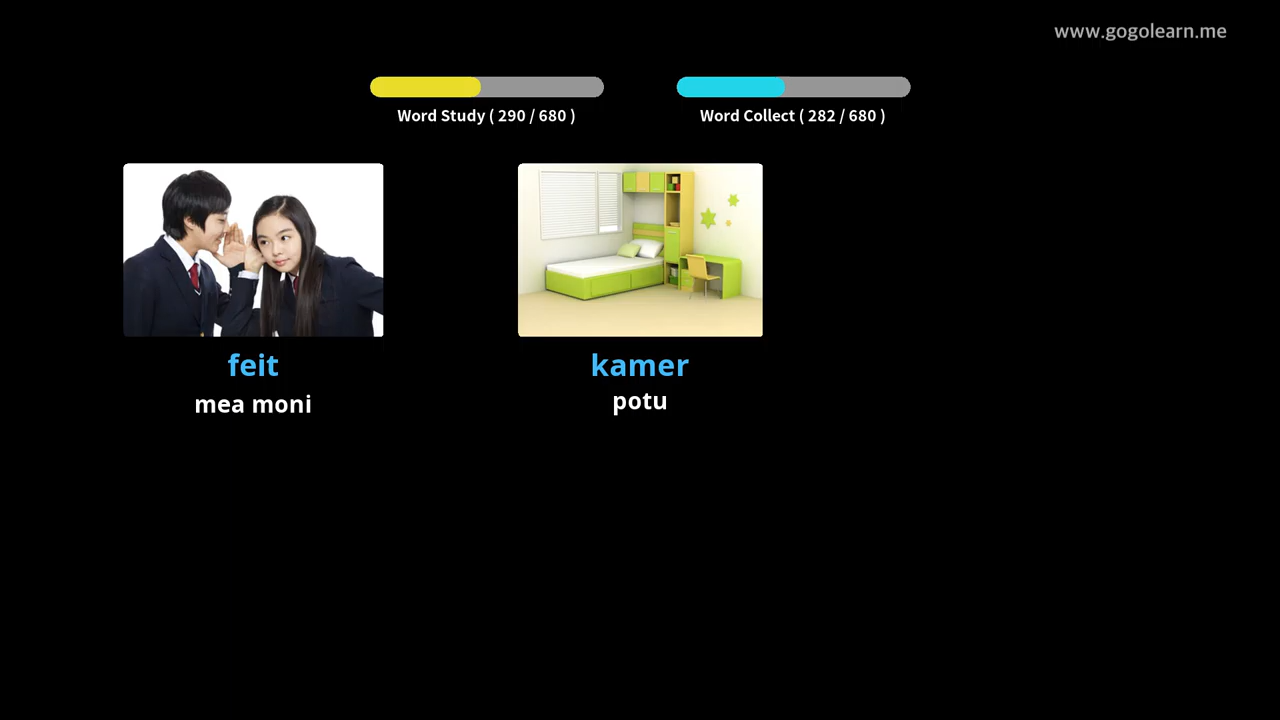 www.gogolearn.me
Word Study ( 290 / 680 )
Word Collect ( 282 / 680 )
feit
mea moni
kamer
potu